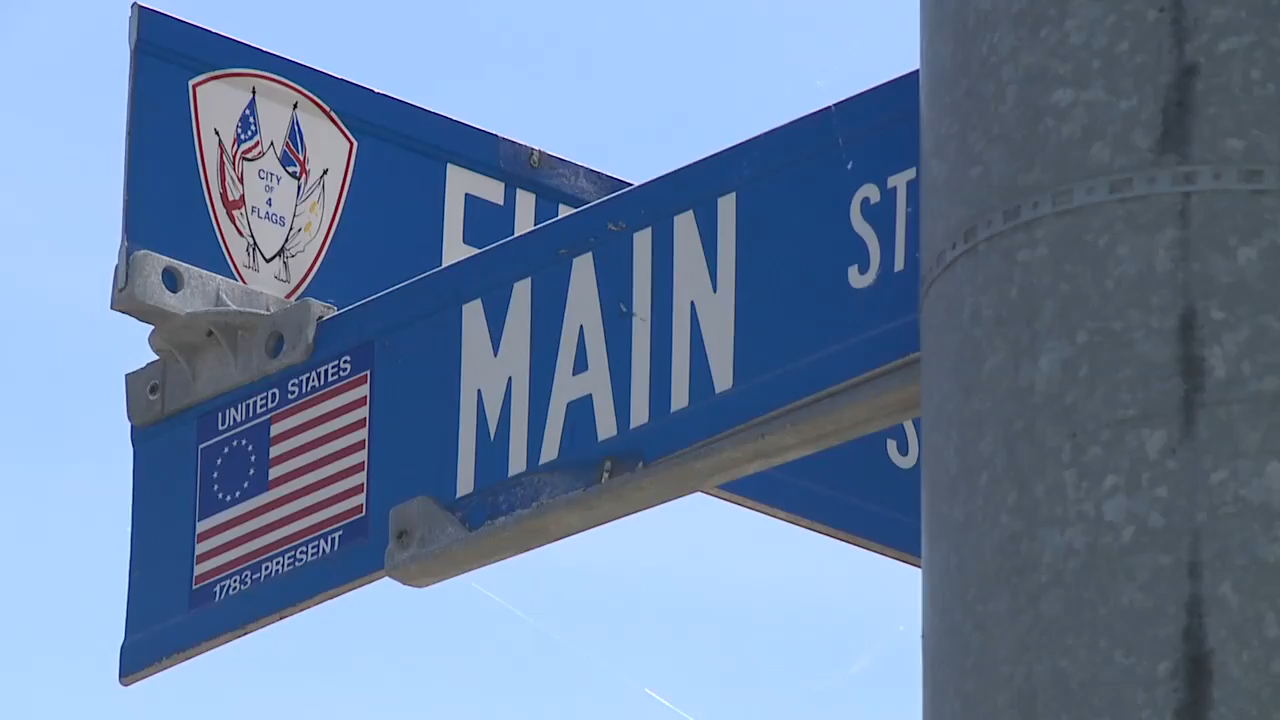 CITY
OF
4
FLAGS
MAIN ST
UNITED STATES
1783-PRESENT